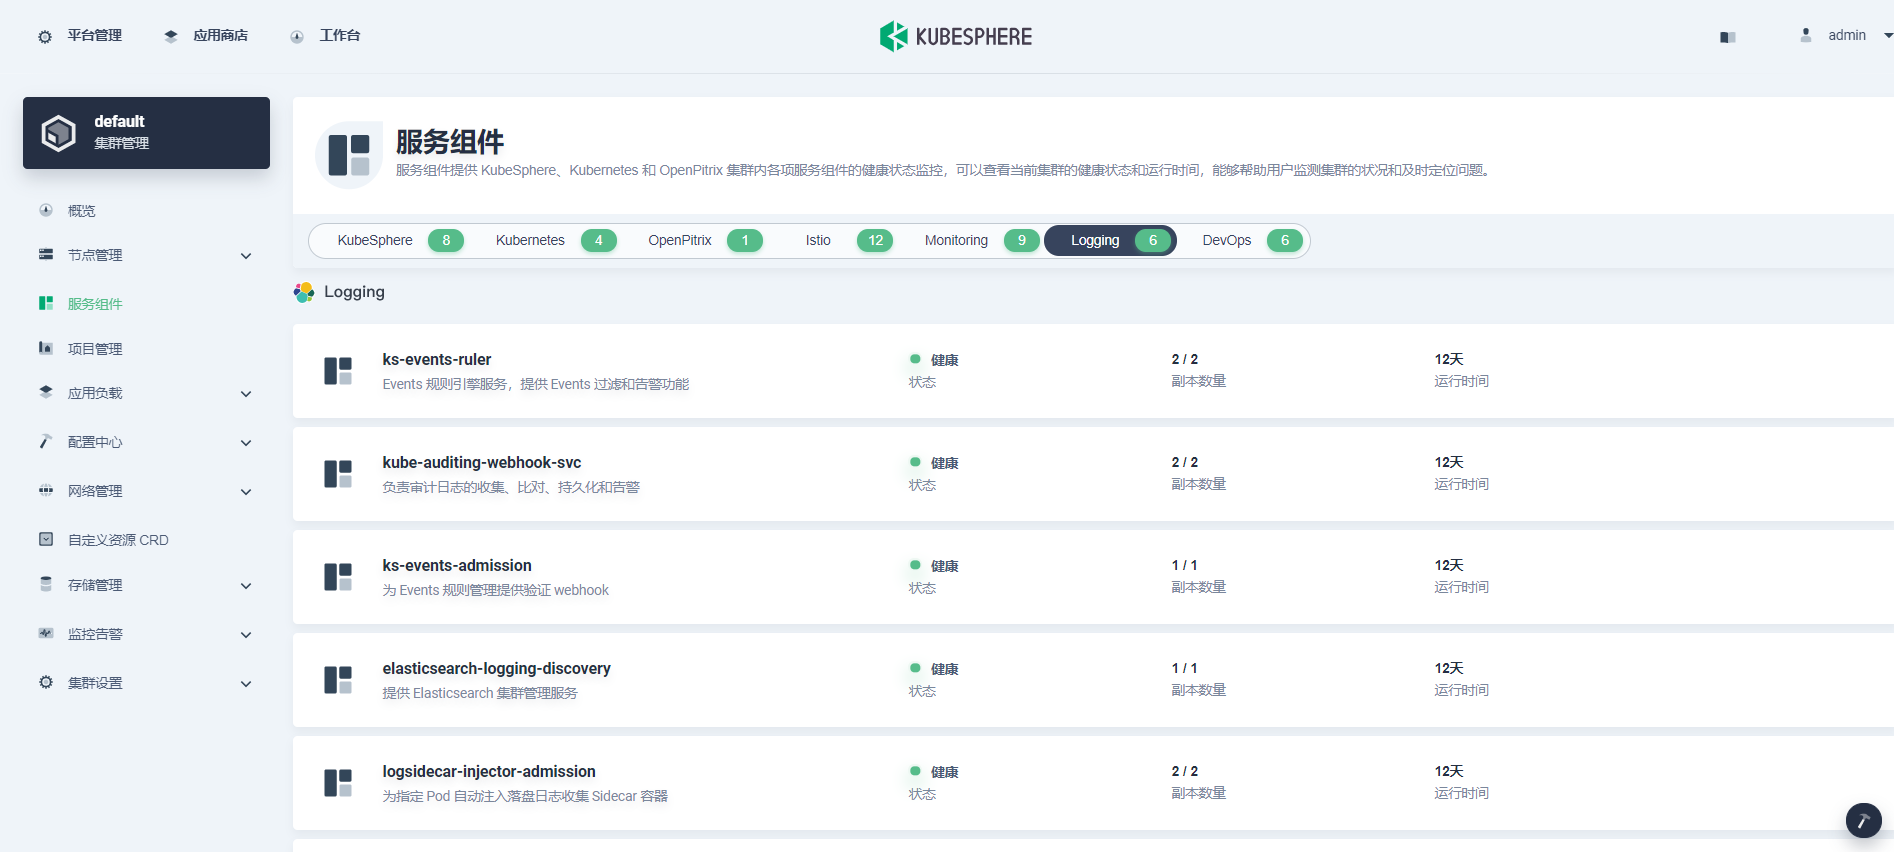 平台管理 应用商店 工作台 KUBESPHERE admin
default
集群管理
概览
节点管理
服务组件
项目管理
应用负载
配置中心
网络管理
自定义资源 CRD
存储管理
监控告警
集群设置
服务组件
服务组件提供 KubeSphere、Kubernetes 和 OpenPitrix 集群内各项服务组件的健康状态监控，可以查看当前集群的健康状态和运行时间，能够帮助用户监测集群的状况和及时定位问题。
KubeSphere 8 Kubernetes 4 OpenPitrix 1 Istio 12 Monitoring 9 Logging 6 DevOps 6
Logging
ks-events-ruler 健康 2 / 2 12天
Events 规则引擎服务，提供 Events 过滤和告警功能 状态 副本数量 运行时间
kube-auditing-webhook-svc 健康 2 / 2 12天
负责审计日志的收集、比对、持久化和告警 状态 副本数量 运行时间
ks-events-admission 健康 1 / 1 12天
为 Events 规则管理提供验证 webhook 状态 副本数量 运行时间
elasticsearch-logging-discovery 健康 1 / 1 12天
提供 Elasticsearch 集群管理服务 状态 副本数量 运行时间
logsidecar-injector-admission 健康 2 / 2 12天
为指定 Pod 自动注入落盘日志收集 Sidecar 容器 状态 副本数量 运行时间